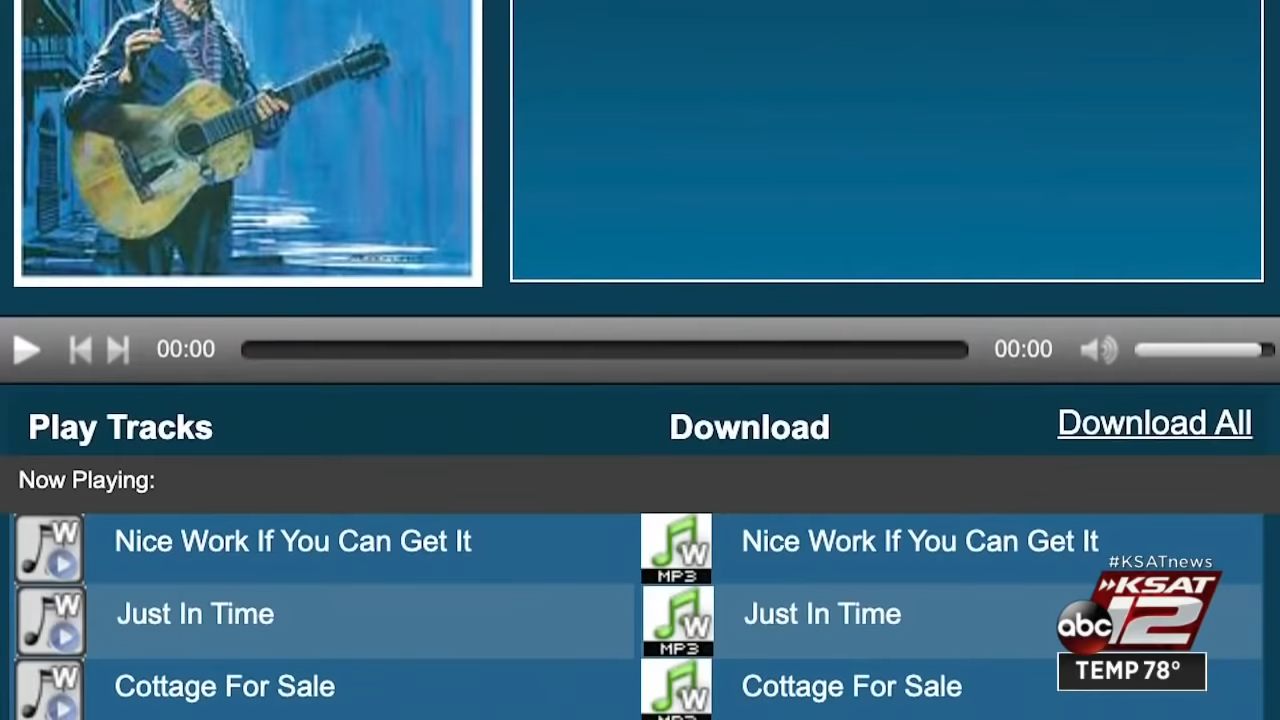 00:00
00:00
Play Tracks
Download
Download All
Now Playing:
W
Nice Work If You Can Get It
W
MP3
Nice Work If You Can Get It
#KSATnews
W
Just In Time
W
MP3
Just In Time
KSAT
abc 12
TEMP 78°
W
Cottage For Sale
W
Cottage For Sale